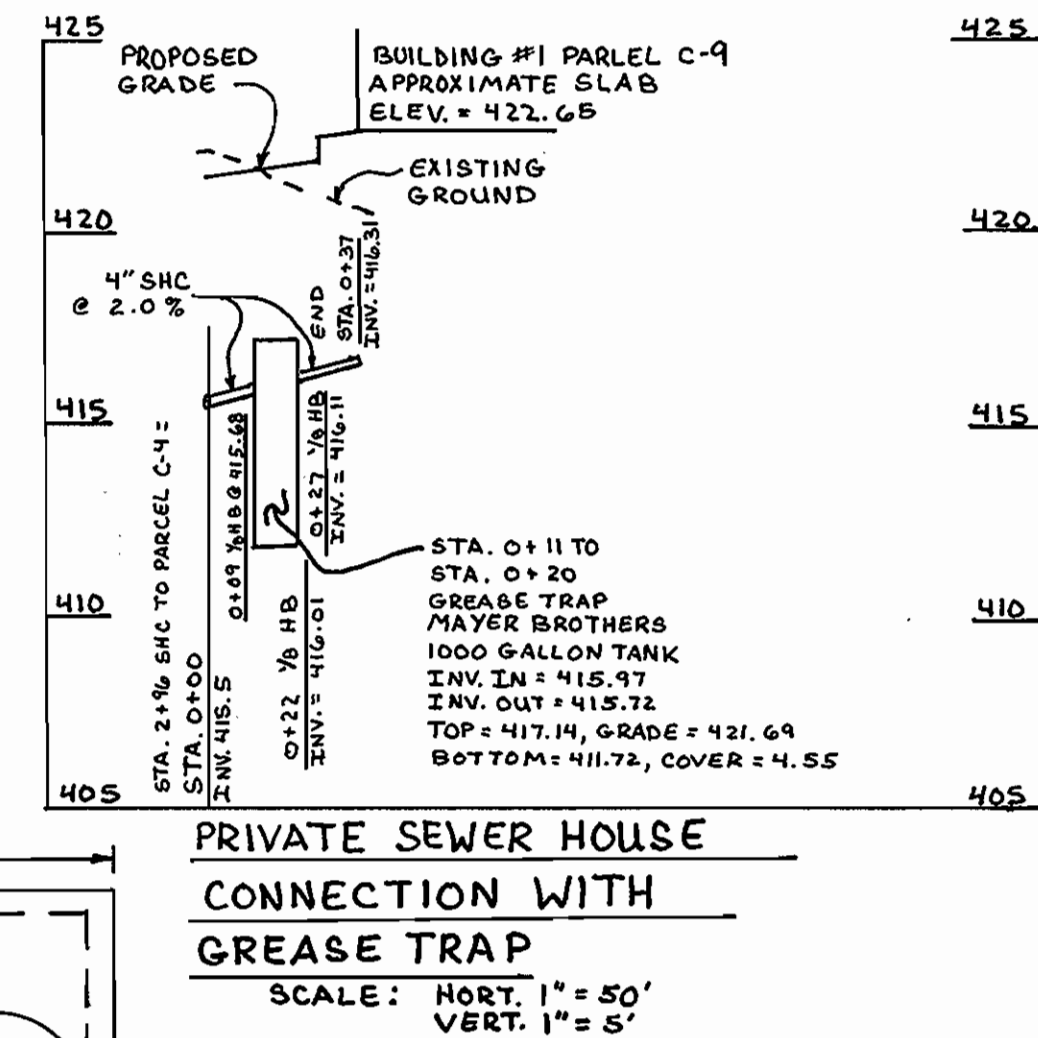 425
425
PROPOSED
GRADE
BUILDING #1 PARLEL C-9
APPROXIMATE SLAB
ELEV. = 422.65
EXISTING
GROUND
420
420
4" SHC
@ 2.0%
END
STA. 0+37
INV. = 416.31
415
415
STA. 2+96 SHC TO PARCEL C-4 =
STA. 0+00
INV. 415.5
0+09 1/8 HB @ 415.68
0+27 1/8 HB
INV. = 416.11
0+22 1/8 HB
INV. = 416.01
STA. 0+11 TO
STA. 0+20
GREASE TRAP
MAYER BROTHERS
1000 GALLON TANK
INV. IN = 415.97
INV. OUT = 415.72
TOP = 417.14, GRADE = 421.69
BOTTOM = 411.72, COVER = 4.55
410
410
405
405
PRIVATE SEWER HOUSE
CONNECTION WITH
GREASE TRAP
SCALE: HORT. 1" = 50'
VERT. 1" = 5'